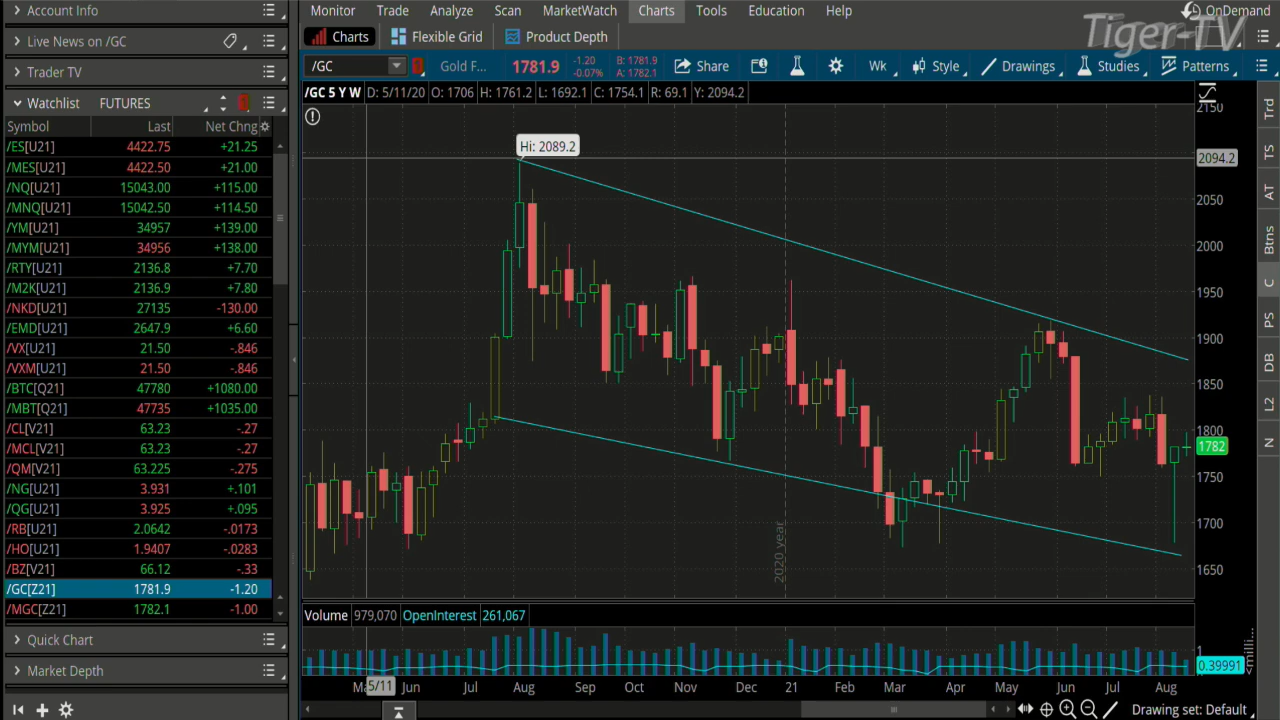 Account Info
Monitor Trade Analyze Scan MarketWatch Charts Tools Education Help OnDemand
Tiger-TV
Live News on /GC
Charts Flexible Grid Product Depth
Trader TV
/GC Gold F... 1781.9 -1.20 -0.07% B: 1781.9 A: 1782.1 Share Wk Style Drawings Studies Patterns
Watchlist FUTURES
/GC 5 Y W D: 5/11/20 O: 1706 H: 1761.2 L: 1692.1 C: 1754.1 R: 69.1 Y: 2094.2
Symbol Last Net Chng
/ES[U21] 4422.75 +21.25
/MES[U21] 4422.50 +21.00
/NQ[U21] 15043.00 +115.00
/MNQ[U21] 15042.50 +114.50
/YM[U21] 34957 +139.00
/MYM[U21] 34956 +138.00
/RTY[U21] 2136.8 +7.70
/M2K[U21] 2136.9 +7.80
/NKD[U21] 27135 -130.00
/EMD[U21] 2647.9 +6.60
/VX[U21] 21.50 -.846
/VXM[U21] 21.50 -.846
/BTC[Q21] 47780 +1080.00
/MBT[Q21] 47735 +1035.00
/CL[V21] 63.23 -.27
/MCL[V21] 63.23 -.27
/QM[V21] 63.225 -.275
/NG[V21] 3.931 +.101
/QG[V21] 3.925 +.095
/RB[U21] 2.0642 -.0173
/HO[U21] 1.9407 -.0283
/BZ[V21] 66.12 -.33
/GC[Z21] 1781.9 -1.20
/MGC[Z21] 1782.1 -1.00
Quick Chart
Market Depth
Hi: 2089.2
2150
2094.2
2050
2000
1950
1900
1850
1800
1782
1750
1700
1650
2020 year
Volume 979,070 OpenInterest 261,067
1
0.39991
<milli...
5/11 Jun Jul Aug Sep Oct Nov Dec 21 Feb Mar Apr May Jun Jul Aug
Drawing set: Default
Trd
TS
AT
Btns
C
PS
DB
L2
N